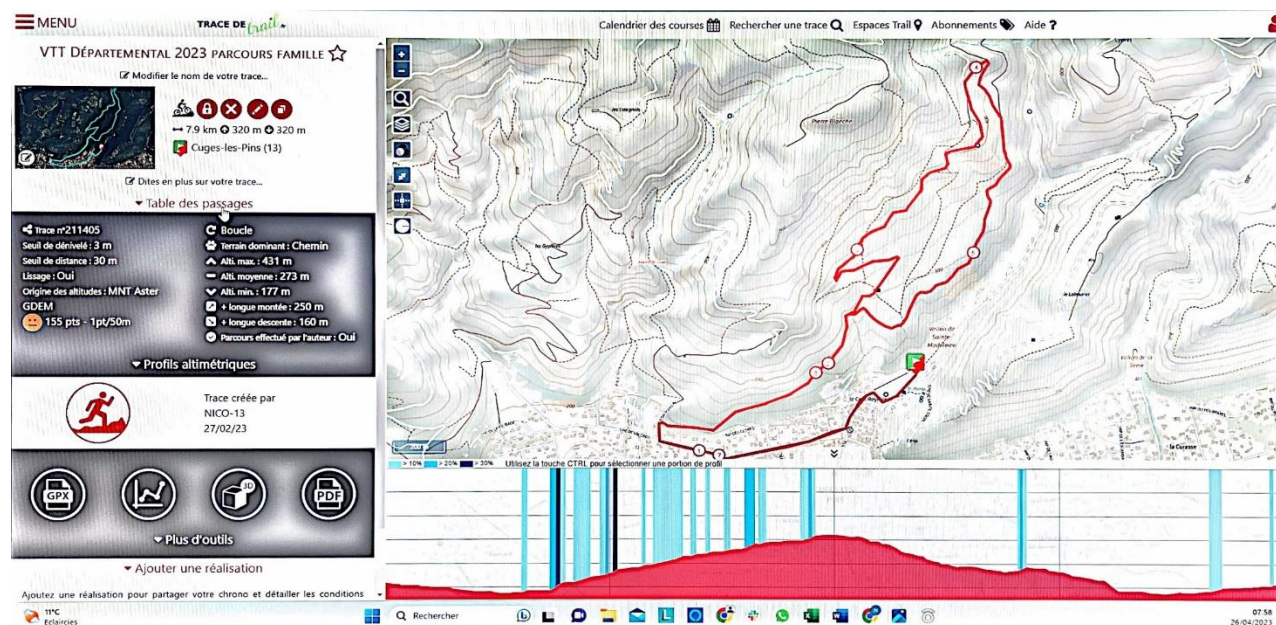 MENU
TRACE DE trail
Calendrier des courses
Rechercher une trace
Espaces Trail
Abonnements
Aide ?
VTT DÉPARTEMENTAL 2023 PARCOURS FAMILLE
Modifier le nom de votre trace...
7.9 km 320 m 320 m
Cuges-les-Pins (13)
Dites en plus sur votre trace...
Table des passages
Trace n°211405
Seuil de dénivelé : 3 m
Seuil de distance : 30 m
Lissage : Oui
Origine des altitudes : MNT Aster
GDEM
155 pts - 1pt/50m
Boucle
Terrain dominant : Chemin
Alti. max. : 431 m
Alti. moyenne : 273 m
Alti. min. : 177 m
+ longue montée : 250 m
+ longue descente : 160 m
Parcours effectué par l'auteur : Oui
Profils altimétriques
Trace créée par
NICO-13
27/02/23
GPX
3D
PDF
Plus d'outils
Ajouter une réalisation
Ajoutez une réalisation pour partager votre chrono et détailler les conditions
Pierre Blanche
Vallon de
Sainte-
Madeleine
> 10% > 20% > 30% Utilisez la touche CTRL pour sélectionner une portion de profil
11°C
Eclaircies
Rechercher
07:58
26/04/2023